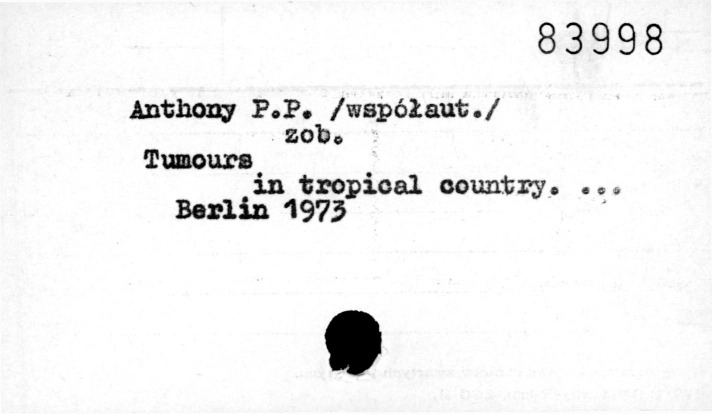 83998
Anthony P.P. /współaut./
zob.
Tumours
in tropical country. ...
Berlin 1973